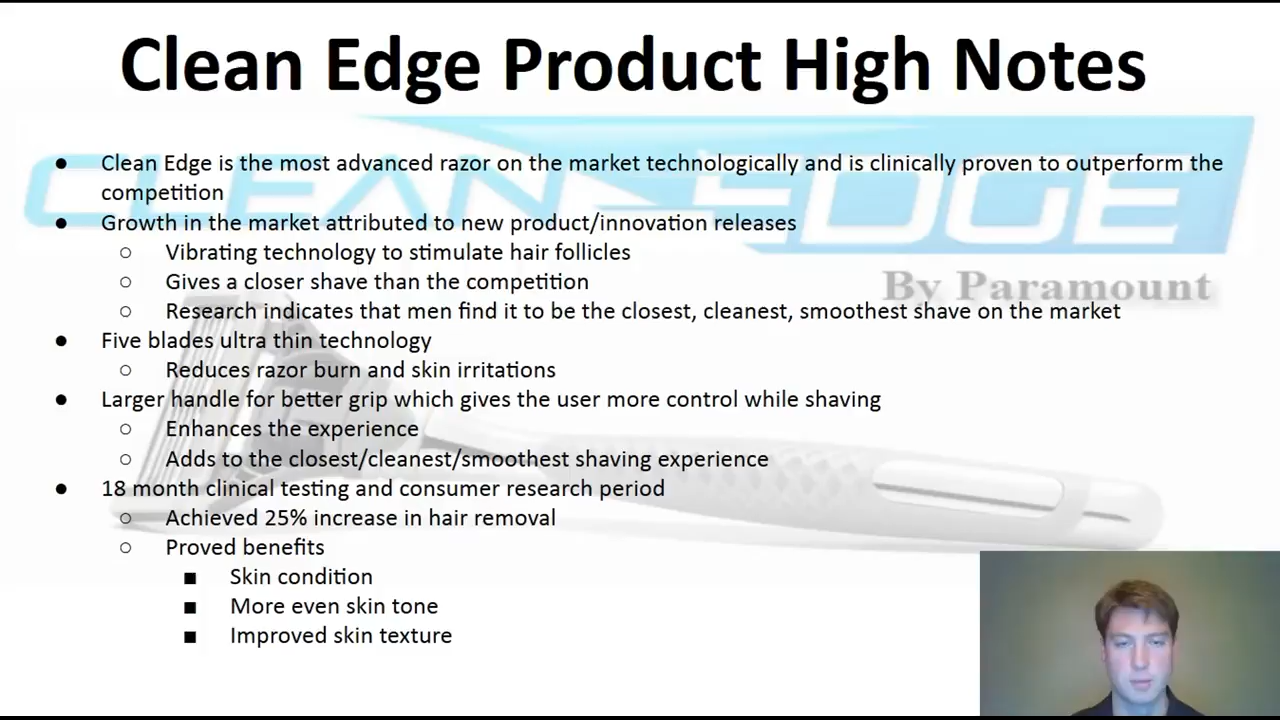 Clean Edge Product High Notes
● Clean Edge is the most advanced razor on the market technologically and is clinically proven to outperform the
competition
● Growth in the market attributed to new product/innovation releases
○ Vibrating technology to stimulate hair follicles
○ Gives a closer shave than the competition
○ Research indicates that men find it to be the closest, cleanest, smoothest shave on the market
● Five blades ultra thin technology
○ Reduces razor burn and skin irritations
● Larger handle for better grip which gives the user more control while shaving
○ Enhances the experience
○ Adds to the closest/cleanest/smoothest shaving experience
● 18 month clinical testing and consumer research period
○ Achieved 25% increase in hair removal
○ Proved benefits
■ Skin condition
■ More even skin tone
■ Improved skin texture
CLEAN EDGE
By Paramount